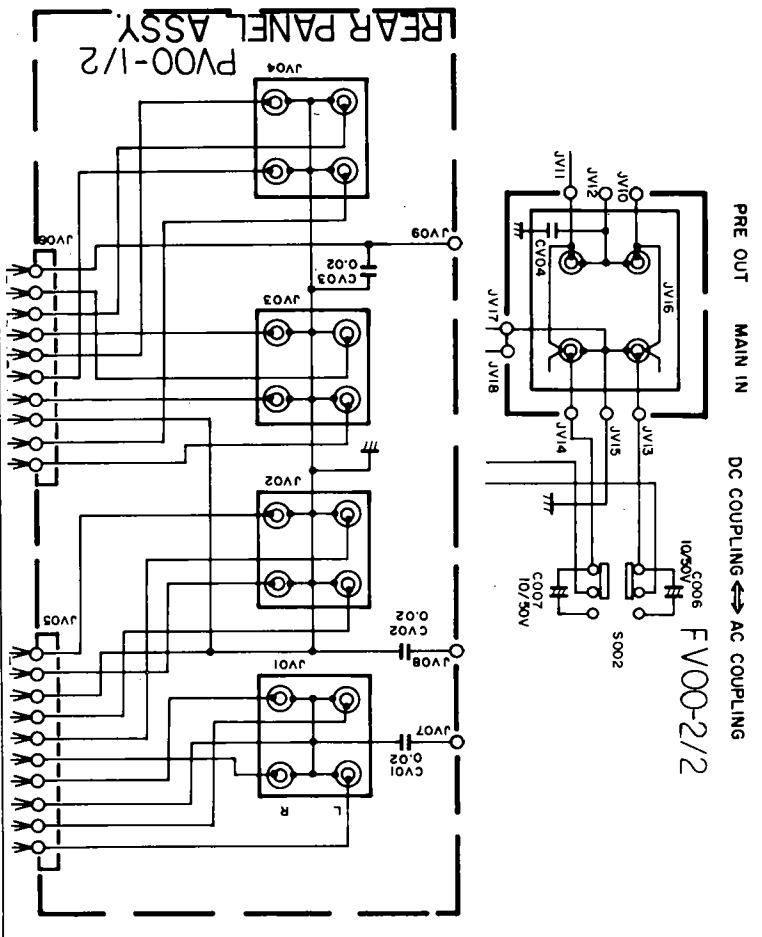 REAR PANEL ASSY.
PV00-1/2
JV04
JV06
JV09
CV03
0.02
JV03
JV02
JV05
CV02
0.02
JV08
JV01
JV07
CV01
0.02
R
L
JV11
JV12
JV10
CV04
JV16
JV17
JV18
JV14
JV15
JV13
PRE OUT
MAIN IN
DC COUPLING ⇔ AC COUPLING
C007
10/50V
C006
10/50V
S002
FV00-2/2